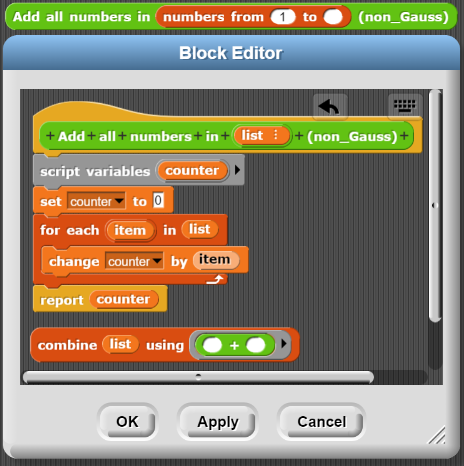 Add all numbers in numbers from 1 to (non_Gauss)
Block Editor
+ Add + all + numbers + in + list ⋮ + (non_Gauss) +
script variables counter
set counter to 0
for each item in list
change counter by item
report counter
combine list using +
OK Apply Cancel